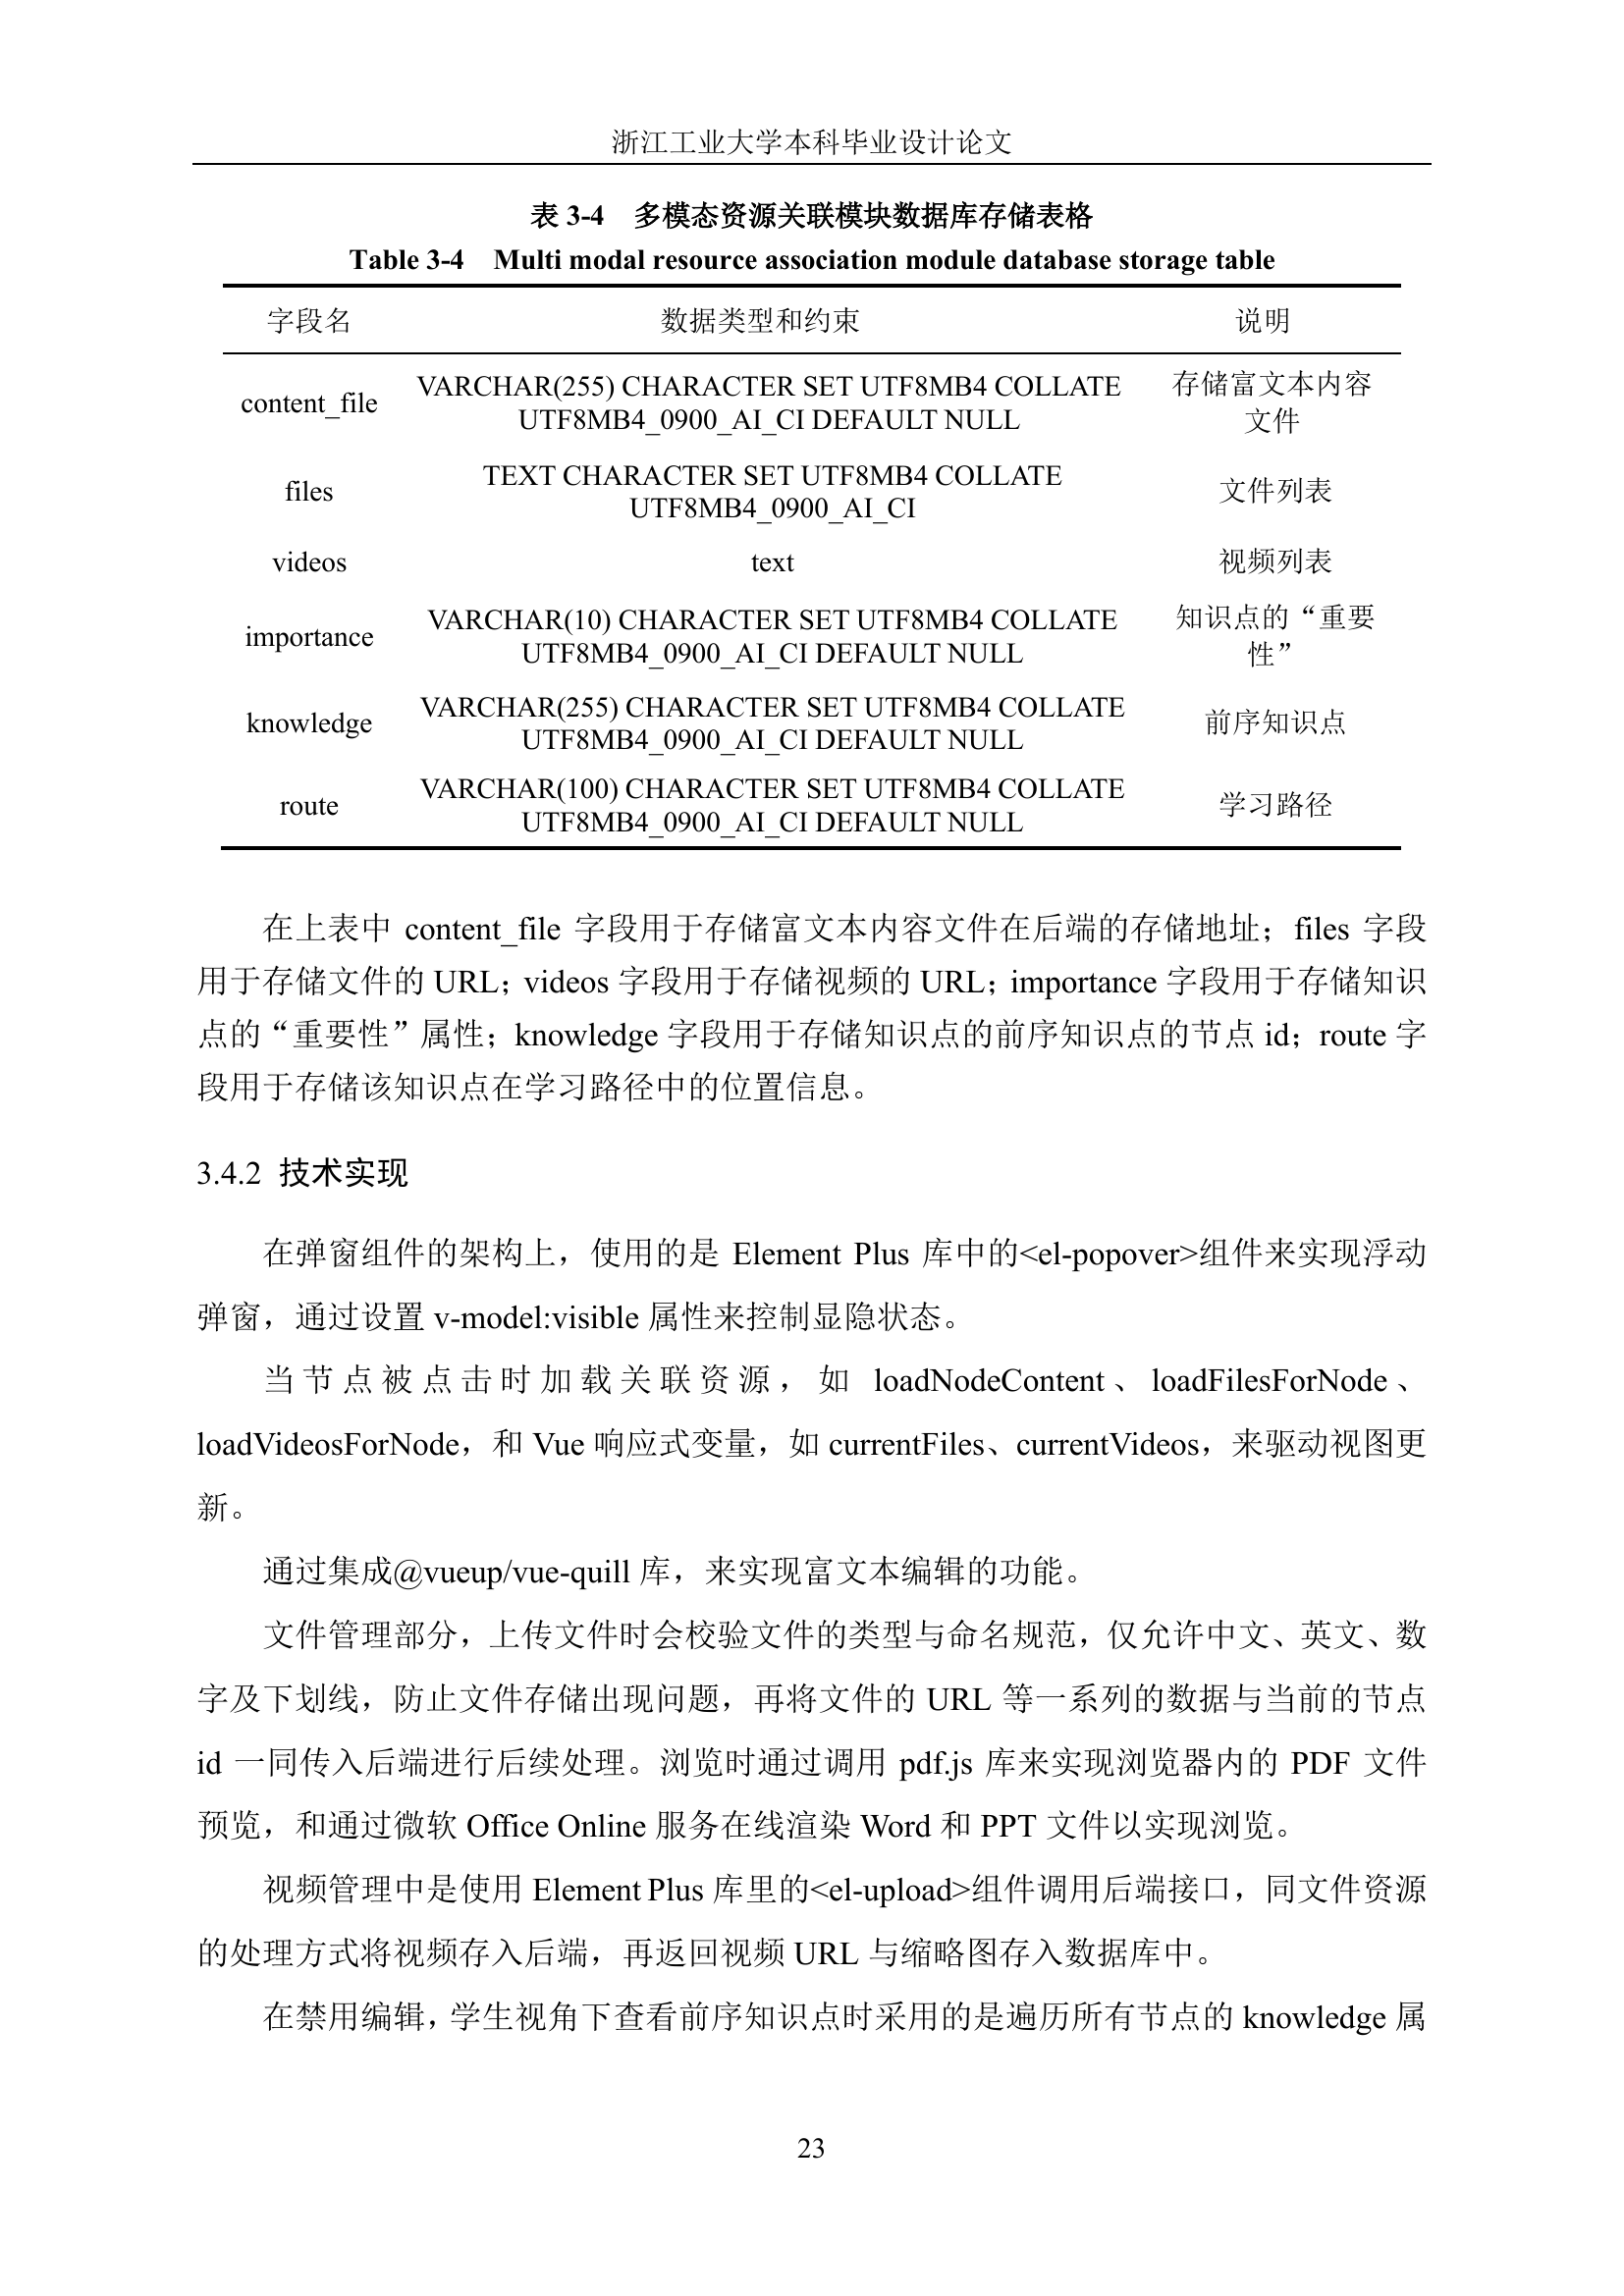 浙江工业大学本科毕业设计论文
表 3-4 多模态资源关联模块数据库存储表格
Table 3-4 Multi modal resource association module database storage table
字段名 数据类型和约束 说明
content_file VARCHAR(255) CHARACTER SET UTF8MB4 COLLATE 存储富文本内容
UTF8MB4_0900_AI_CI DEFAULT NULL 文件
files TEXT CHARACTER SET UTF8MB4 COLLATE 文件列表
UTF8MB4_0900_AI_CI
videos text 视频列表
importance VARCHAR(10) CHARACTER SET UTF8MB4 COLLATE 知识点的“重要
UTF8MB4_0900_AI_CI DEFAULT NULL 性”
knowledge VARCHAR(255) CHARACTER SET UTF8MB4 COLLATE 前序知识点
UTF8MB4_0900_AI_CI DEFAULT NULL
route VARCHAR(100) CHARACTER SET UTF8MB4 COLLATE 学习路径
UTF8MB4_0900_AI_CI DEFAULT NULL
在上表中 content_file 字段用于存储富文本内容文件在后端的存储地址；files 字段
用于存储文件的 URL；videos 字段用于存储视频的 URL；importance 字段用于存储知识
点的“重要性”属性；knowledge 字段用于存储知识点的前序知识点的节点 id；route 字
段用于存储该知识点在学习路径中的位置信息。
3.4.2 技术实现
在弹窗组件的架构上，使用的是 Element Plus 库中的<el-popover>组件来实现浮动
弹窗，通过设置 v-model:visible 属性来控制显隐状态。
当节点被点击时加载关联资源，如 loadNodeContent、loadFilesForNode、
loadVideosForNode，和 Vue 响应式变量，如 currentFiles、currentVideos，来驱动视图更
新。
通过集成@vueup/vue-quill 库，来实现富文本编辑的功能。
文件管理部分，上传文件时会校验文件的类型与命名规范，仅允许中文、英文、数
字及下划线，防止文件存储出现问题，再将文件的 URL 等一系列的数据与当前的节点
id 一同传入后端进行后续处理。浏览时通过调用 pdf.js 库来实现浏览器内的 PDF 文件
预览，和通过微软 Office Online 服务在线渲染 Word 和 PPT 文件以实现浏览。
视频管理中是使用 Element Plus 库里的<el-upload>组件调用后端接口，同文件资源
的处理方式将视频存入后端，再返回视频 URL 与缩略图存入数据库中。
在禁用编辑，学生视角下查看前序知识点时采用的是遍历所有节点的 knowledge 属
23